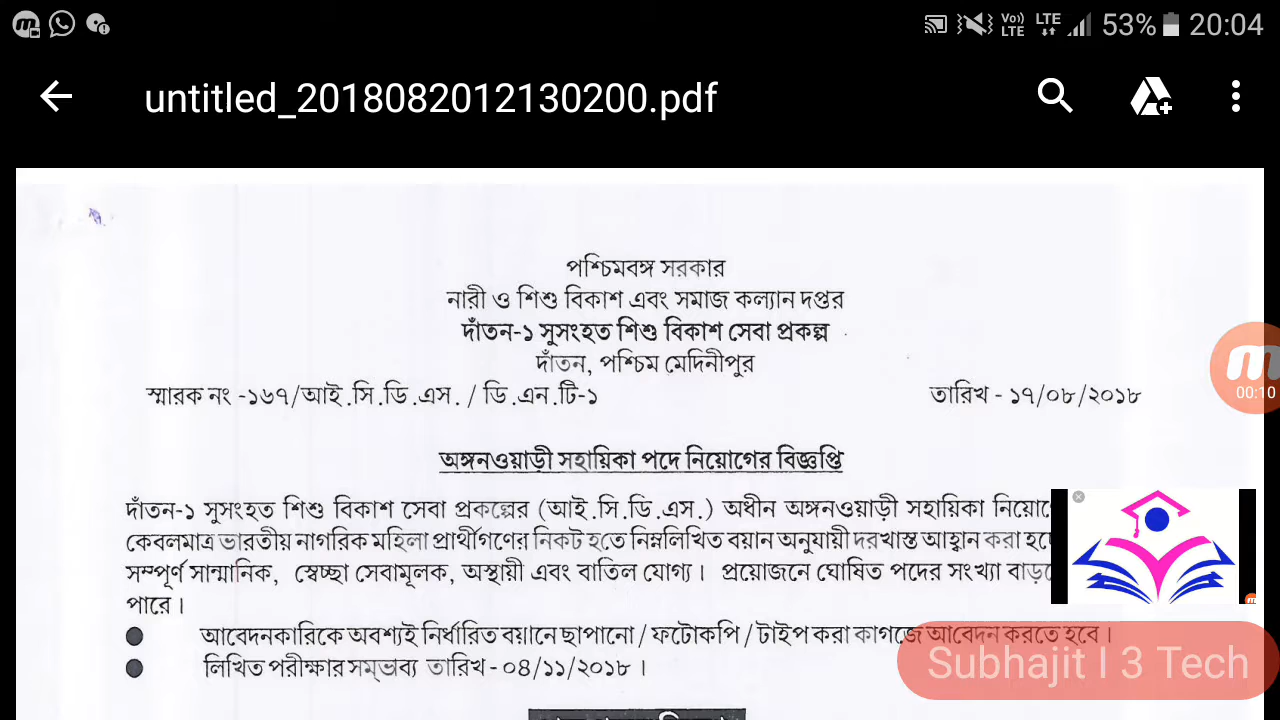 Vo))
LTE
LTE
53%
20:04
untitled_2018082012130200.pdf
পশ্চিমবঙ্গ সরকার
নারী ও শিশু বিকাশ এবং সমাজ কল্যান দপ্তর
দাঁতন-১ সুসংহত শিশু বিকাশ সেবা প্রকল্প
দাঁতন, পশ্চিম মেদিনীপুর
স্মারক নং -১৬৭/আই.সি.ডি.এস. / ডি.এন.টি-১ তারিখ - ১৭/০৮/২০১৮
00:10
অঙ্গনওয়াড়ী সহায়িকা পদে নিয়োগের বিজ্ঞপ্তি
দাঁতন-১ সুসংহত শিশু বিকাশ সেবা প্রকল্পের (আই.সি.ডি.এস.) অধীন অঙ্গনওয়াড়ী সহায়িকা
কেবলমাত্র ভারতীয় নাগরিক মহিলা প্রার্থীগণের নিকট হতে নিম্নলিখিত বয়ান অনুযায়ী দরখাস্ত আহ্বান করা
সম্পূর্ণ সাম্মানিক, স্বেচ্ছা সেবামূলক, অস্থায়ী এবং বাতিল যোগ্য। প্রয়োজনে ঘোষিত পদের সংখ্যা
পারে।
● আবেদনকারিকে অবশ্যই নির্ধারিত বয়ানে ছাপানো / ফটোকপি / টাইপ করা কাগজে আবেদন করতে হবে।
● লিখিত পরীক্ষার সম্ভাব্য তারিখ - ০৪/১১/২০১৮।
Subhajit I 3 Tech